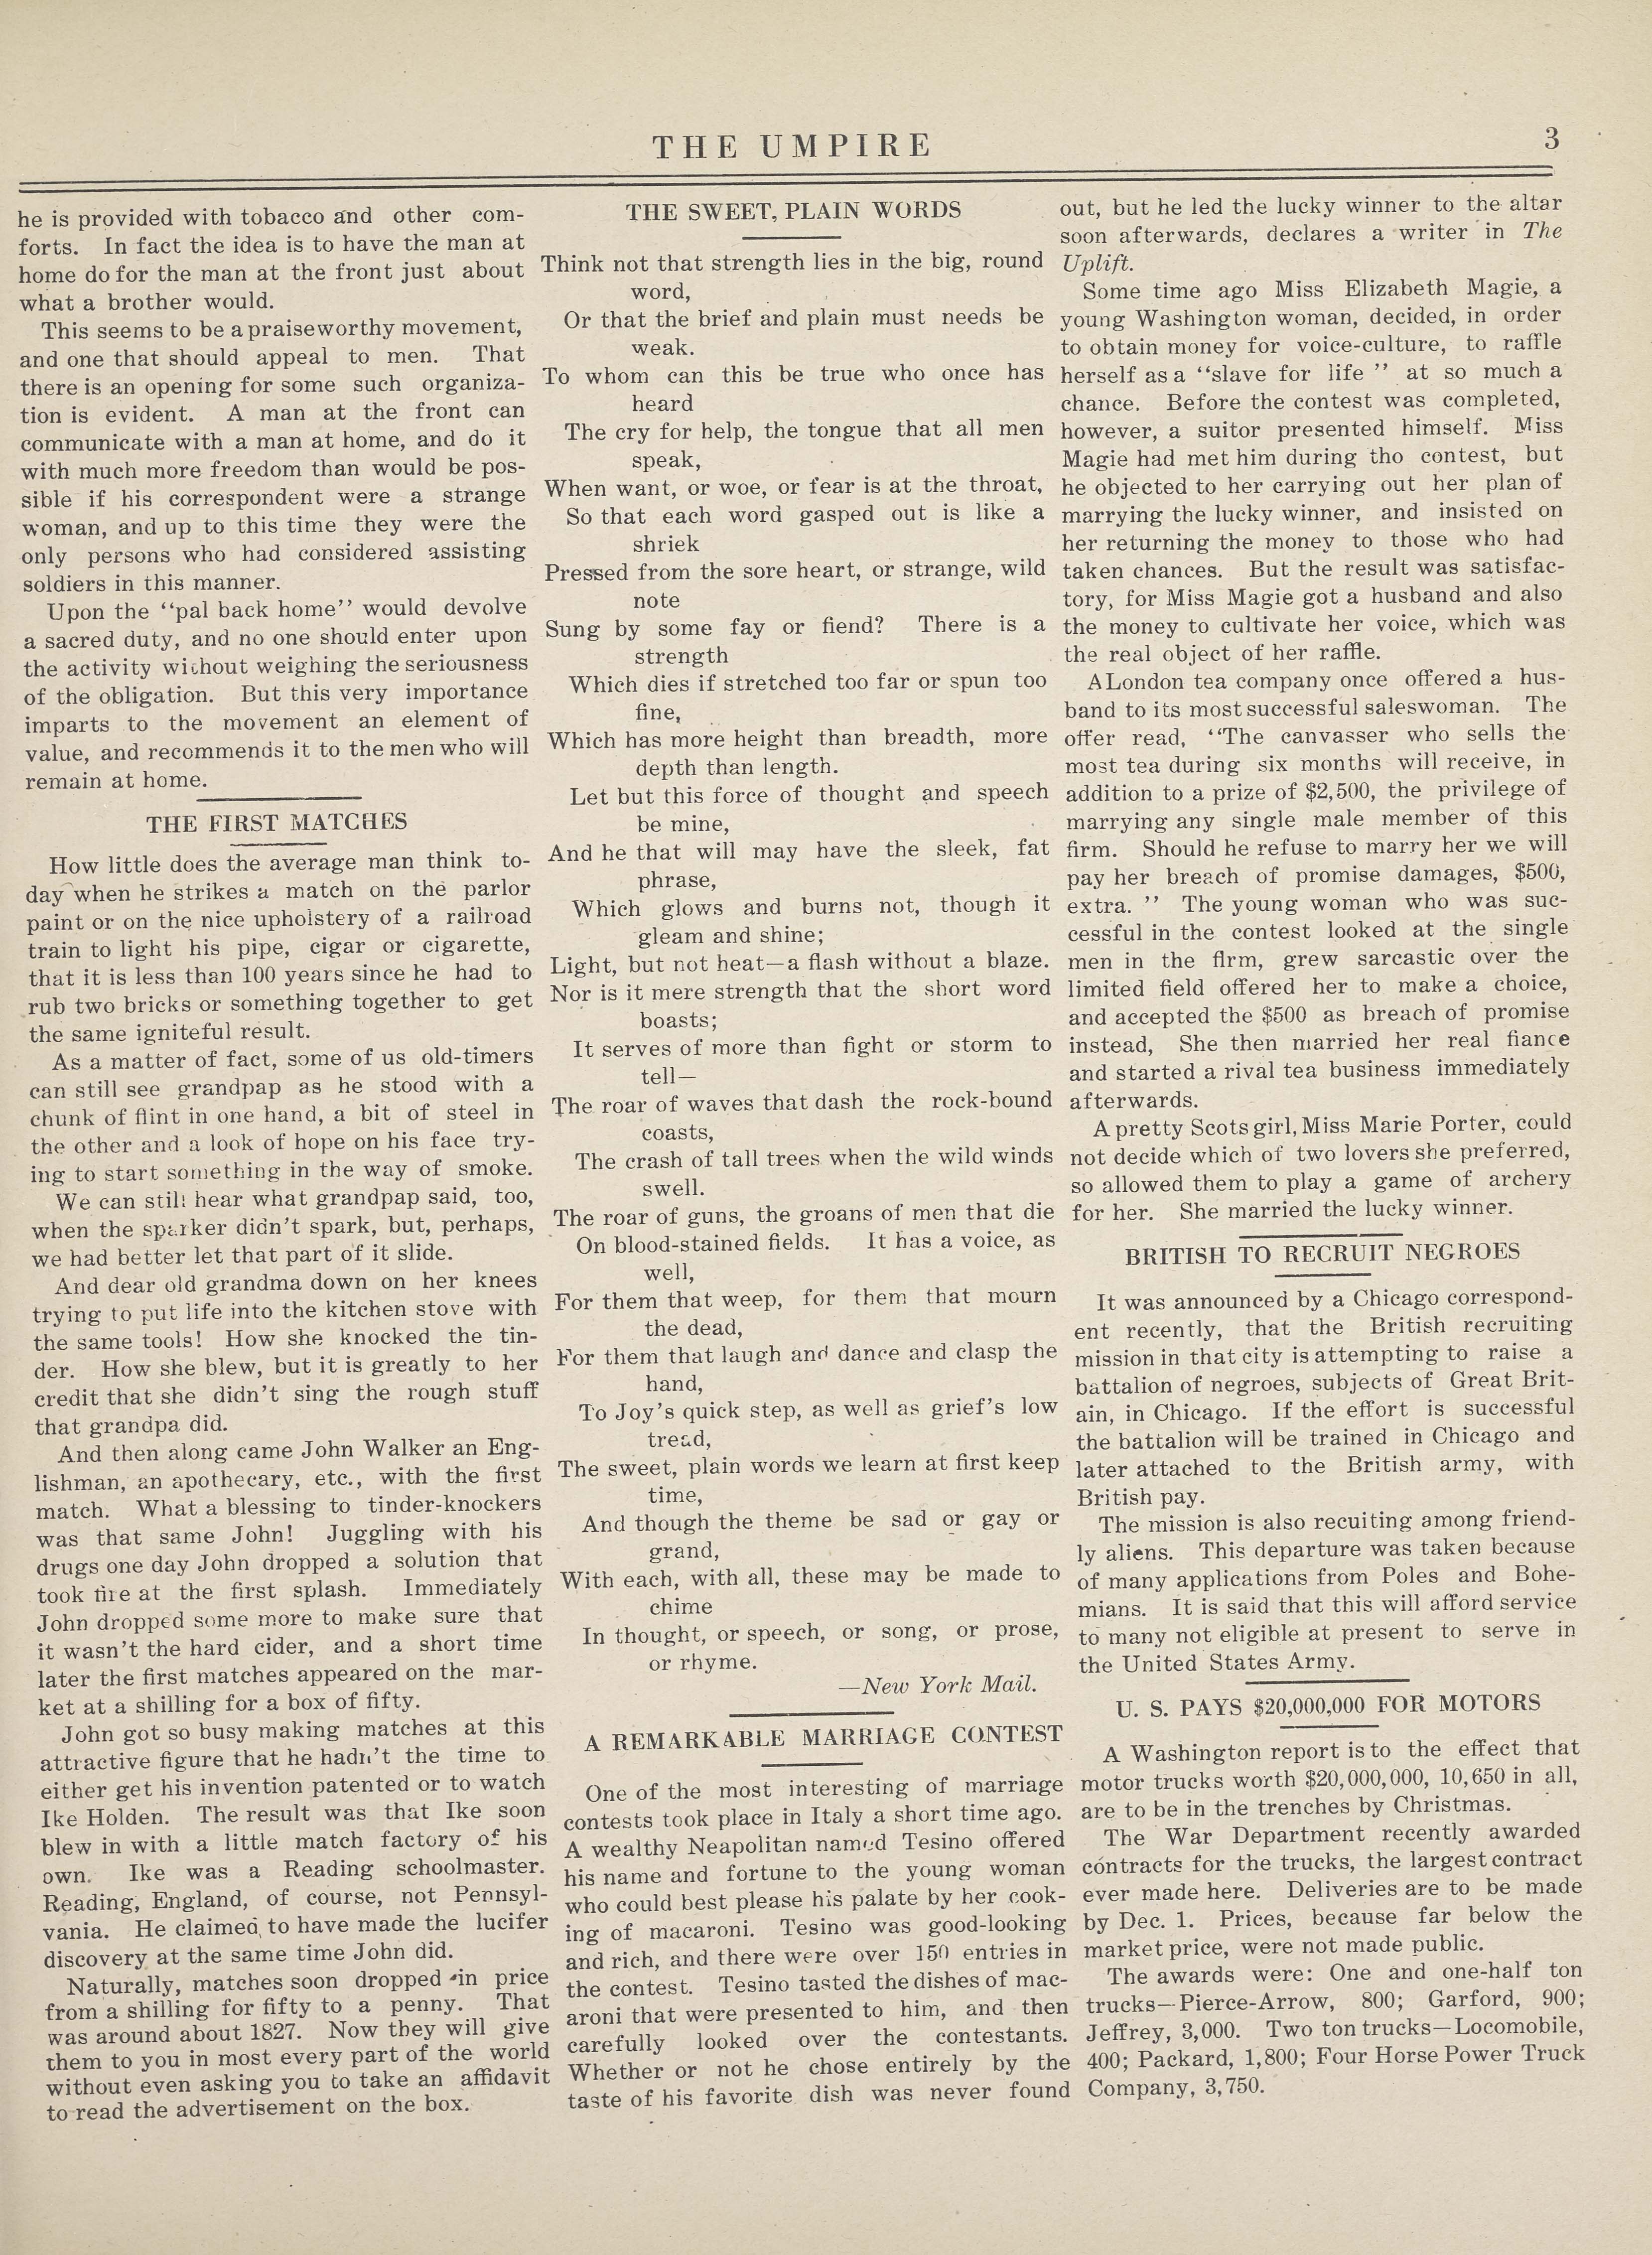 THE UMPIRE
3
he is provided with tobacco and other com-
forts. In fact the idea is to have the man at
home do for the man at the front just about
what a brother would.
This seems to be a praiseworthy movement,
and one that should appeal to men. That
there is an opening for some such organiza-
tion is evident. A man at the front can
communicate with a man at home, and do it
with much more freedom than would be pos-
sible if his correspondent were a strange
woman, and up to this time they were the
only persons who had considered assisting
soldiers in this manner.
Upon the "pal back home" would devolve
a sacred duty, and no one should enter upon
the activity without weighing the seriousness
of the obligation. But this very importance
imparts to the movement an element of
value, and recommends it to the men who will
remain at home.
THE FIRST MATCHES
How little does the average man think to-
day when he strikes a match on the parlor
paint or on the nice upholstery of a railroad
train to light his pipe, cigar or cigarette,
that it is less than 100 years since he had to
rub two bricks or something together to get
the same igniteful result.
As a matter of fact, some of us old-timers
can still see grandpap as he stood with a
chunk of flint in one hand, a bit of steel in
the other and a look of hope on his face try-
ing to start something in the way of smoke.
We can still hear what grandpap said, too,
when the sparker didn't spark, but, perhaps,
we had better let that part of it slide.
And dear old grandma down on her knees
trying to put life into the kitchen stove with
the same tools! How she knocked the tin-
der. How she blew, but it is greatly to her
credit that she didn't sing the rough stuff
that grandpa did.
And then along came John Walker an Eng-
lishman, an apothecary, etc., with the first
match. What a blessing to tinder-knockers
was that same John! Juggling with his
drugs one day John dropped a solution that
took fire at the first splash. Immediately
John dropped some more to make sure that
it wasn't the hard cider, and a short time
later the first matches appeared on the mar-
ket at a shilling for a box of fifty.
John got so busy making matches at this
attractive figure that he hadn't the time to
either get his invention patented or to watch
Ike Holden. The result was that Ike soon
blew in with a little match factory of his
own. Ike was a Reading schoolmaster.
Reading, England, of course, not Pennsyl-
vania. He claimed to have made the lucifer
discovery at the same time John did.
Naturally, matches soon dropped in price
from a shilling for fifty to a penny. That
was around about 1827. Now they will give
them to you in most every part of the world
without even asking you to take an affidavit
to read the advertisement on the box.
THE SWEET, PLAIN WORDS
Think not that strength lies in the big, round
word,
Or that the brief and plain must needs be
weak.
To whom can this be true who once has
heard
The cry for help, the tongue that all men
speak,
When want, or woe, or fear is at the throat,
So that each word gasped out is like a
shriek
Pressed from the sore heart, or strange, wild
note
Sung by some fay or fiend? There is a
strength
Which dies if stretched too far or spun too
fine,
Which has more height than breadth, more
depth than length.
Let but this force of thought and speech
be mine,
And he that will may have the sleek, fat
phrase,
Which glows and burns not, though it
gleam and shine;
Light, but not heat—a flash without a blaze.
Nor is it mere strength that the short word
boasts;
It serves of more than fight or storm to
tell—
The roar of waves that dash the rock-bound
coasts,
The crash of tall trees when the wild winds
swell.
The roar of guns, the groans of men that die
On blood-stained fields. It has a voice, as
well,
For them that weep, for them that mourn
the dead,
For them that laugh and dance and clasp the
hand,
To Joy's quick step, as well as grief's low
tread,
The sweet, plain words we learn at first keep
time,
And though the theme be sad or gay or
grand,
With each, with all, these may be made to
chime
In thought, or speech, or song, or prose,
or rhyme.
—New York Mail.
A REMARKABLE MARRIAGE CONTEST
One of the most interesting of marriage
contests took place in Italy a short time ago.
A wealthy Neapolitan named Tesino offered
his name and fortune to the young woman
who could best please his palate by her cook-
ing of macaroni. Tesino was good-looking
and rich, and there were over 150 entries in
the contest. Tesino tasted the dishes of mac-
aroni that were presented to him, and then
carefully looked over the contestants.
Whether or not he chose entirely by the
taste of his favorite dish was never found
out, but he led the lucky winner to the altar
soon afterwards, declares a writer in The
Uplift.
Some time ago Miss Elizabeth Magie, a
young Washington woman, decided, in order
to obtain money for voice-culture, to raffle
herself as a "slave for life" at so much a
chance. Before the contest was completed,
however, a suitor presented himself. Miss
Magie had met him during tho contest, but
he objected to her carrying out her plan of
marrying the lucky winner, and insisted on
her returning the money to those who had
taken chances. But the result was satisfac-
tory, for Miss Magie got a husband and also
the money to cultivate her voice, which was
the real object of her raffle.
A London tea company once offered a hus-
band to its most successful saleswoman. The
offer read, "The canvasser who sells the
most tea during six months will receive, in
addition to a prize of $2,500, the privilege of
marrying any single male member of this
firm. Should he refuse to marry her we will
pay her breach of promise damages, $500,
extra." The young woman who was suc-
cessful in the contest looked at the single
men in the firm, grew sarcastic over the
limited field offered her to make a choice,
and accepted the $500 as breach of promise
instead, She then married her real fiance
and started a rival tea business immediately
afterwards.
A pretty Scots girl, Miss Marie Porter, could
not decide which of two lovers she preferred,
so allowed them to play a game of archery
for her. She married the lucky winner.
BRITISH TO RECRUIT NEGROES
It was announced by a Chicago correspond-
ent recently, that the British recruiting
mission in that city is attempting to raise a
battalion of negroes, subjects of Great Brit-
ain, in Chicago. If the effort is successful
the battalion will be trained in Chicago and
later attached to the British army, with
British pay.
The mission is also recuiting among friend-
ly aliens. This departure was taken because
of many applications from Poles and Bohe-
mians. It is said that this will afford service
to many not eligible at present to serve in
the United States Army.
U. S. PAYS $20,000,000 FOR MOTORS
A Washington report is to the effect that
motor trucks worth $20,000,000, 10,650 in all,
are to be in the trenches by Christmas.
The War Department recently awarded
contracts for the trucks, the largest contract
ever made here. Deliveries are to be made
by Dec. 1. Prices, because far below the
market price, were not made public.
The awards were: One and one-half ton
trucks—Pierce-Arrow, 800; Garford, 900;
Jeffrey, 3,000. Two ton trucks—Locomobile,
400; Packard, 1,800; Four Horse Power Truck
Company, 3,750.